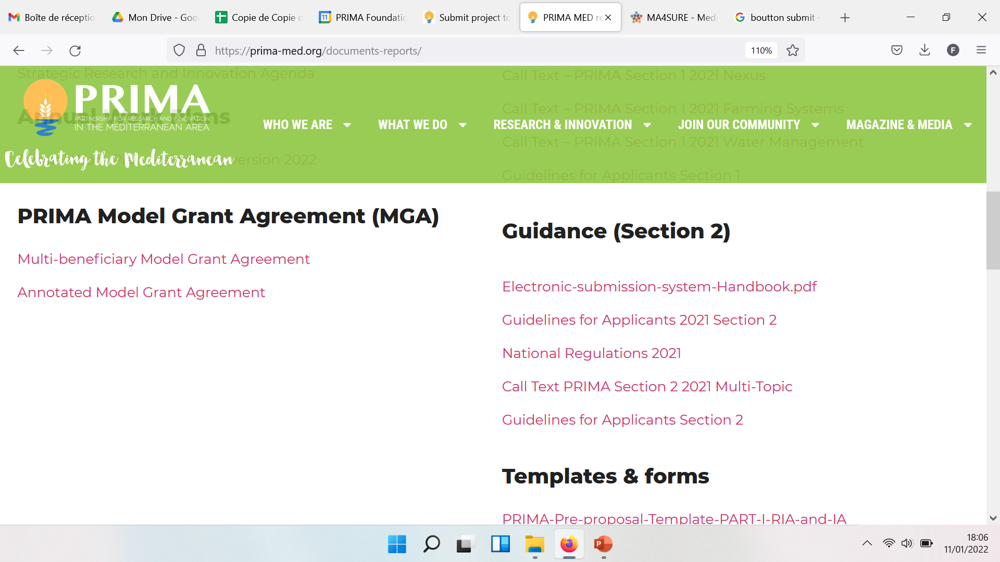 Boîte de réceptio
Mon Drive - Goo
Copie de Copie d
PRIMA Foundatio
Submit project to
PRIMA MED re
MA4SURE - Medi
boutton submit -
https://prima-med.org/documents-reports/
110%
F
Strategic Research and Innovation Agenda
Call Text – PRIMA Section 1 2021 Nexus
PRIMA
PARTNERSHIP FOR RESEARCH AND INNOVATION
IN THE MEDITERRANEAN AREA
Annual Work Plans
Call Text – PRIMA Section 1 2021 Farming Systems
WHO WE ARE
WHAT WE DO
RESEARCH & INNOVATION
JOIN OUR COMMUNITY
MAGAZINE & MEDIA
Call Text – PRIMA Section 1 2021 Water Management
Celebrating the Mediterranean
version 2022
Guidelines for Applicants Section 1
PRIMA Model Grant Agreement (MGA)
Multi-beneficiary Model Grant Agreement
Annotated Model Grant Agreement
Guidance (Section 2)
Electronic-submission-system-Handbook.pdf
Guidelines for Applicants 2021 Section 2
National Regulations 2021
Call Text PRIMA Section 2 2021 Multi-Topic
Guidelines for Applicants Section 2
Templates & forms
PRIMA-Pre-proposal-Template-PART-I-RIA-and-IA
18:06
11/01/2022